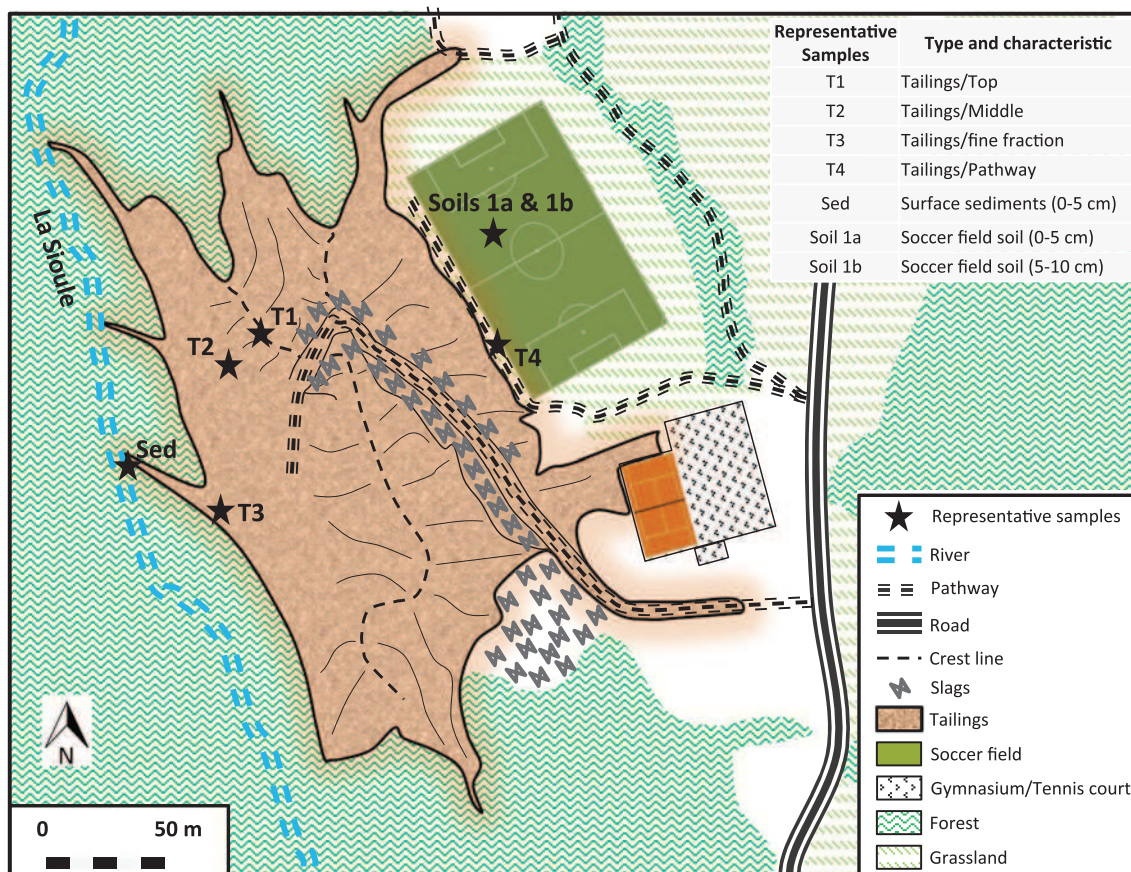 Representative Samples Type and characteristic
T1 Tailings/Top
T2 Tailings/Middle
T3 Tailings/fine fraction
T4 Tailings/Pathway
Sed Surface sediments (0-5 cm)
Soil 1a Soccer field soil (0-5 cm)
Soil 1b Soccer field soil (5-10 cm)
Soils 1a & 1b
La Sioule
T1
T2
T4
Sed
T3
Representative samples
River
Pathway
Road
Crest line
Slags
Tailings
Soccer field
Gymnasium/Tennis court
Forest
Grassland
N
0 50 m